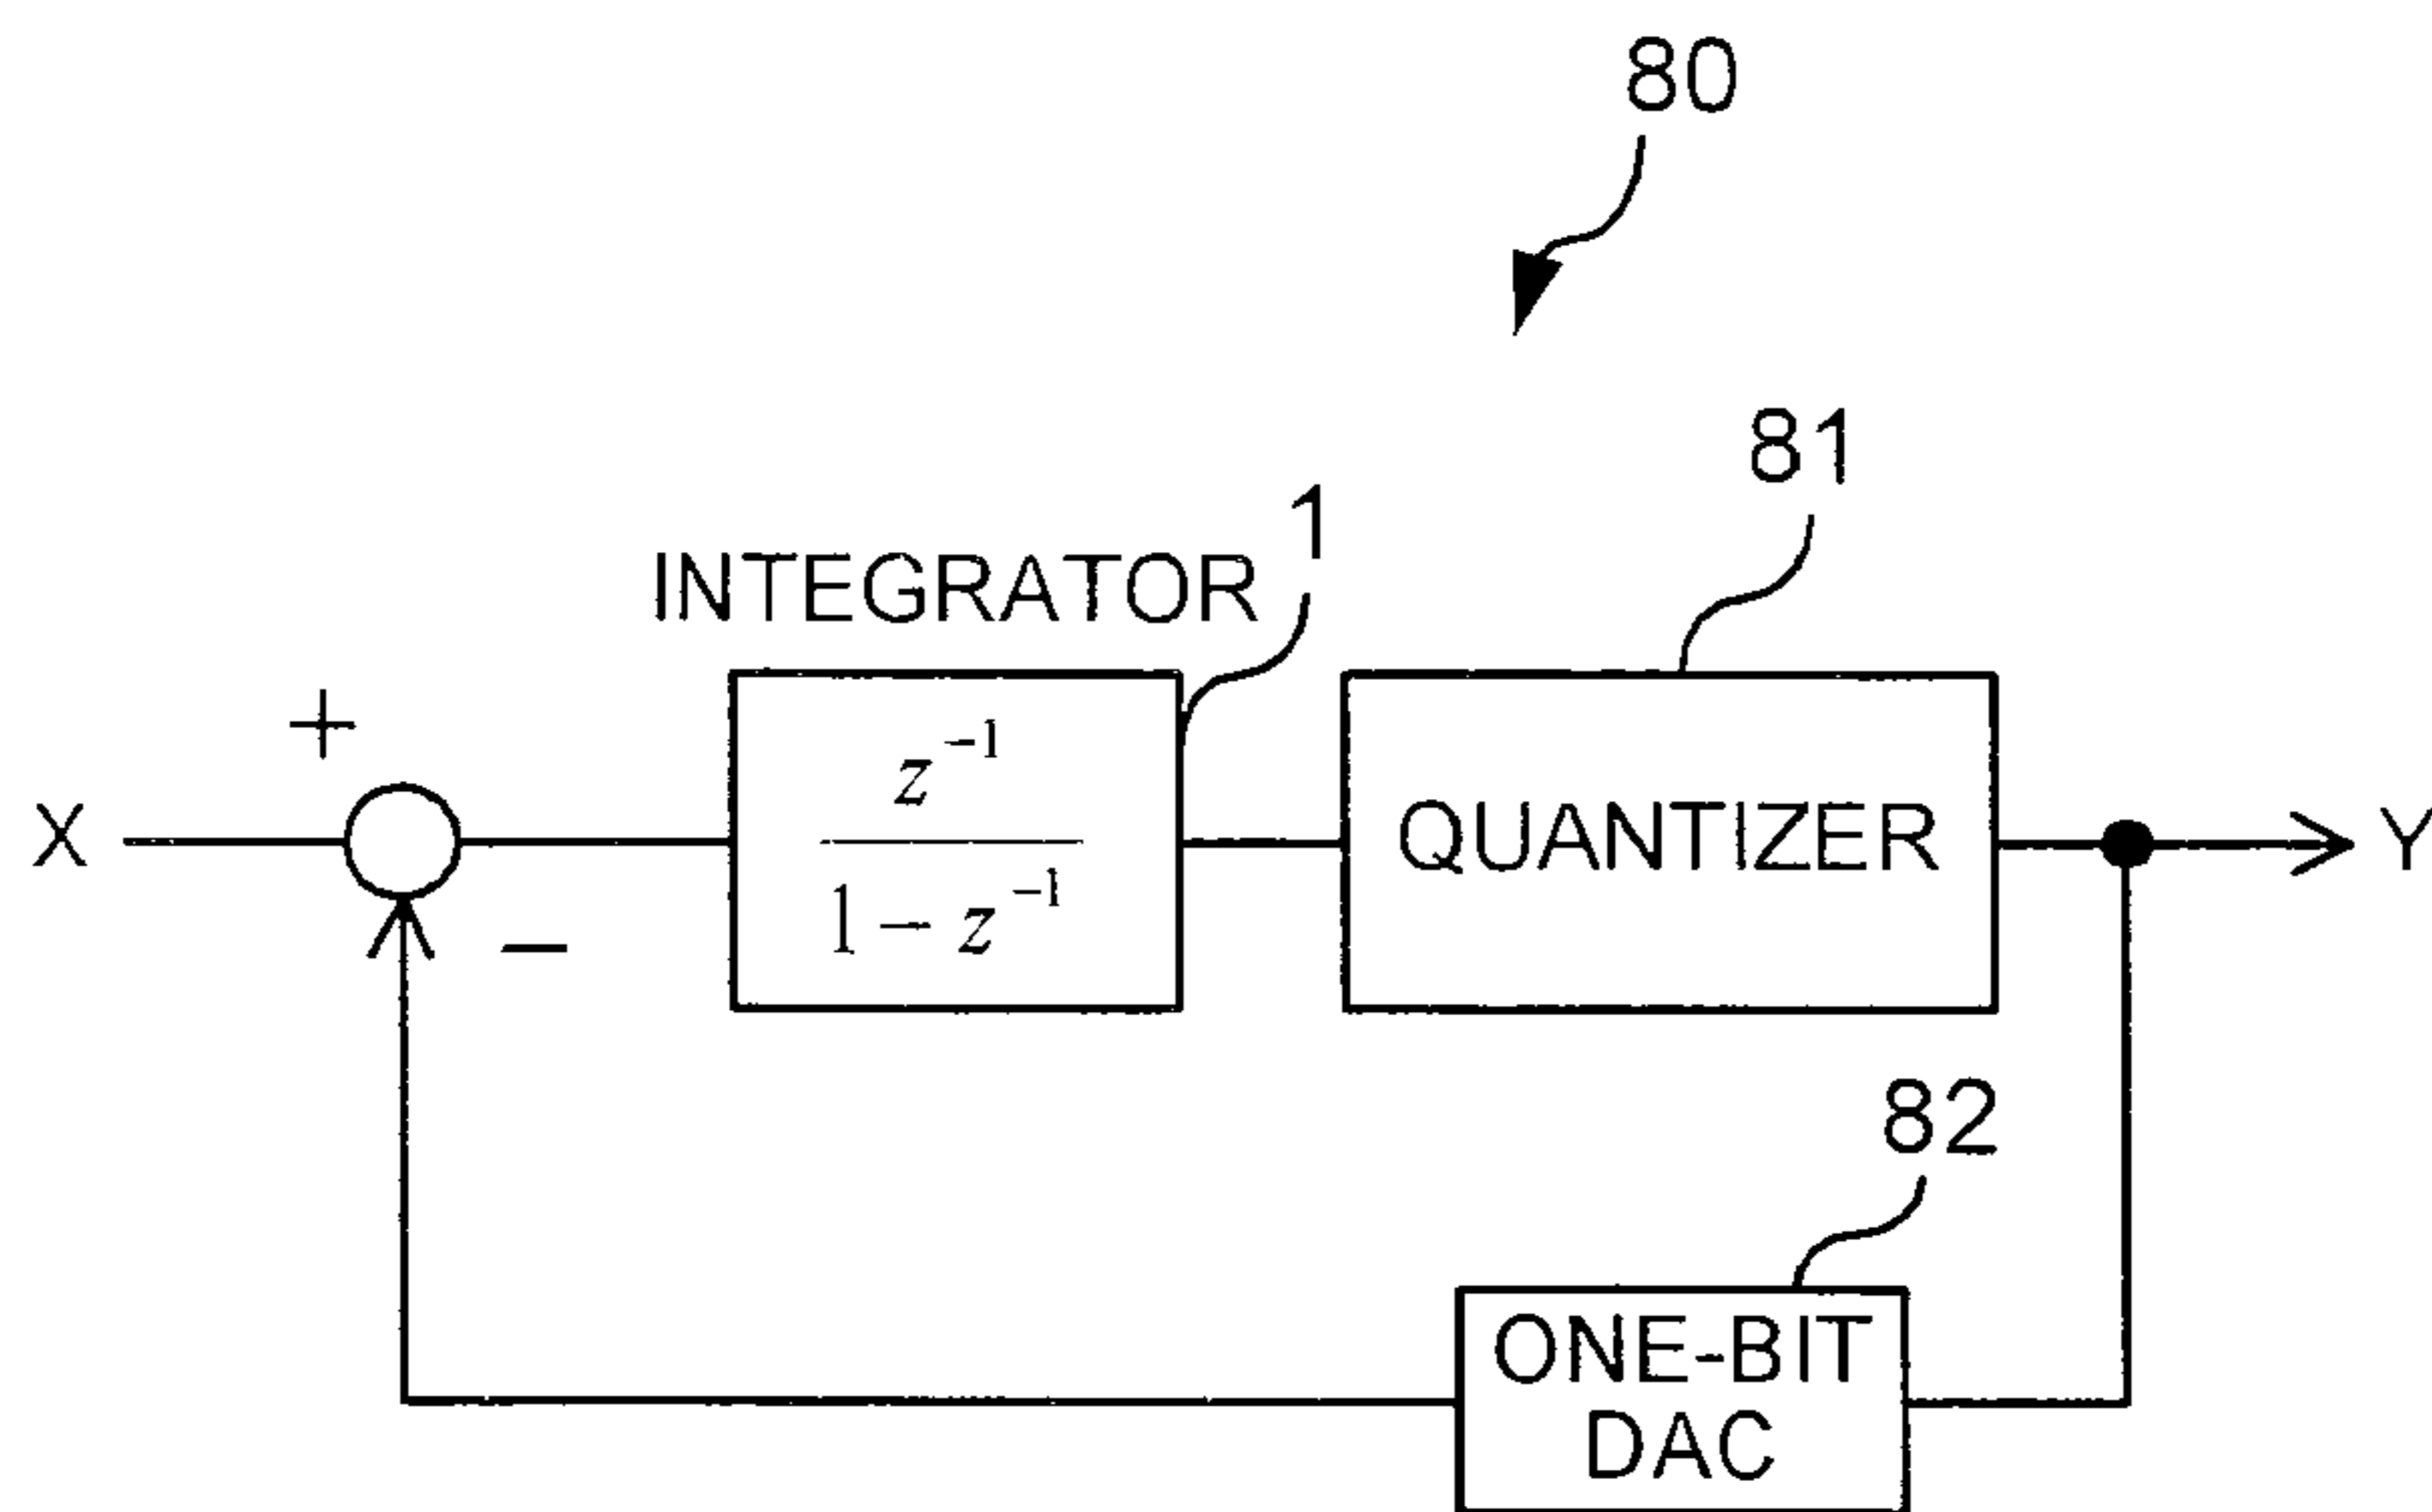 80
81
1
INTEGRATOR
+
z⁻¹
1 − z⁻¹
QUANTIZER
X
Y
−
82
ONE-BIT
DAC